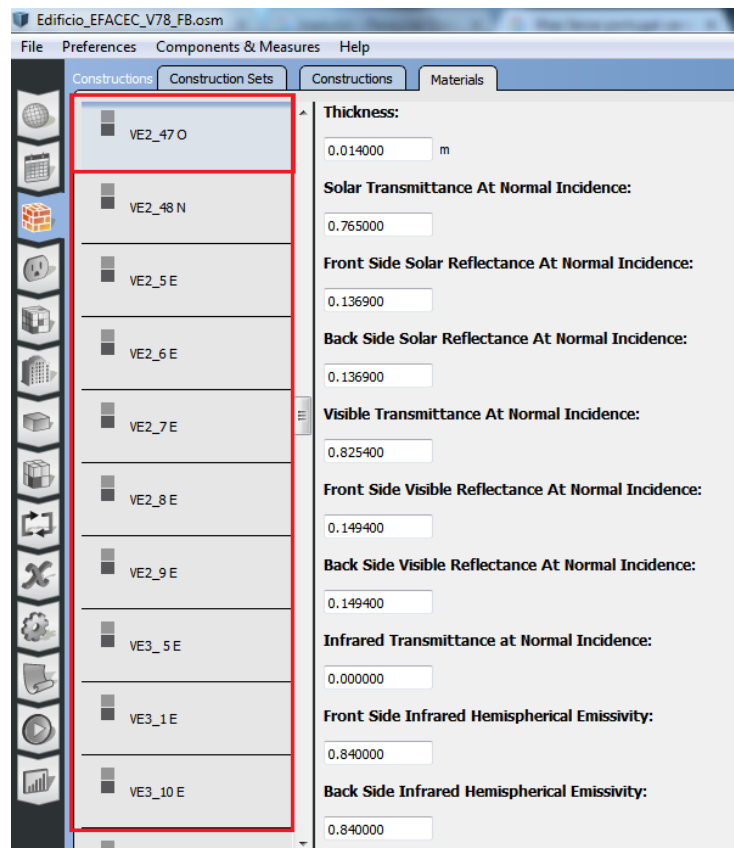 Edificio_EFACEC_V78_FB.osm
File Preferences Components & Measures Help
Constructions Construction Sets Constructions Materials
VE2_47 O
VE2_48 N
VE2_5 E
VE2_6 E
VE2_7 E
VE2_8 E
VE2_9 E
VE3_ 5 E
VE3_1 E
VE3_10 E
Thickness:
0.014000 m
Solar Transmittance At Normal Incidence:
0.765000
Front Side Solar Reflectance At Normal Incidence:
0.136900
Back Side Solar Reflectance At Normal Incidence:
0.136900
Visible Transmittance At Normal Incidence:
0.825400
Front Side Visible Reflectance At Normal Incidence:
0.149400
Back Side Visible Reflectance At Normal Incidence:
0.149400
Infrared Transmittance at Normal Incidence:
0.000000
Front Side Infrared Hemispherical Emissivity:
0.840000
Back Side Infrared Hemispherical Emissivity:
0.840000